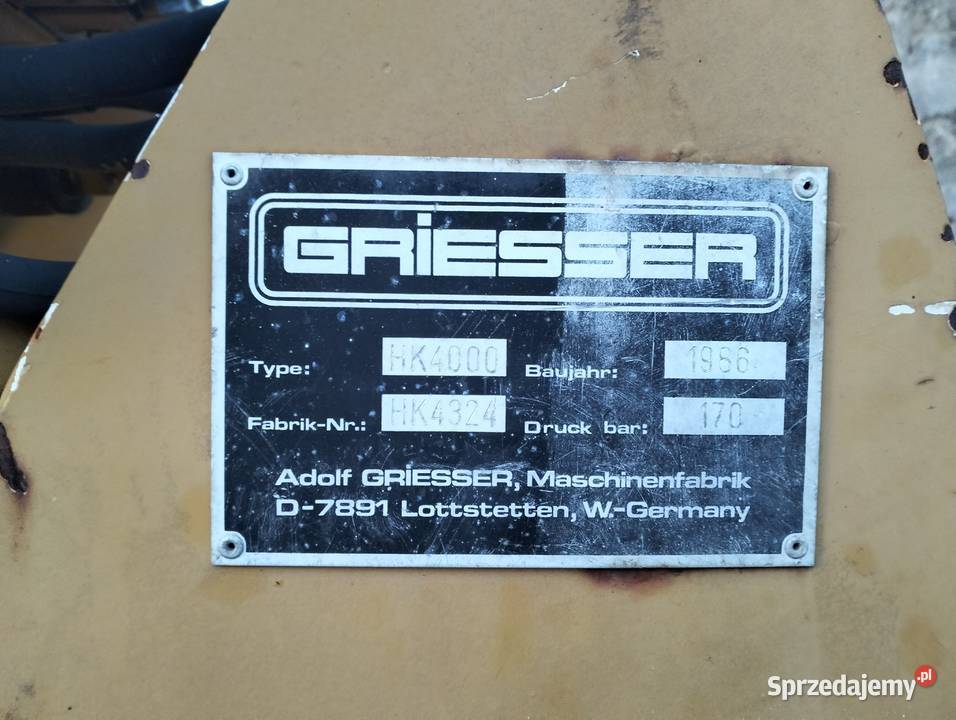 GRIESSER
Type: HK4000 Baujahr: 1986
Fabrik-Nr.: HK4324 Druck bar: 170
Adolf GRIESSER, Maschinenfabrik
D-7891 Lottstetten, W.-Germany
Sprzedajemy.pl